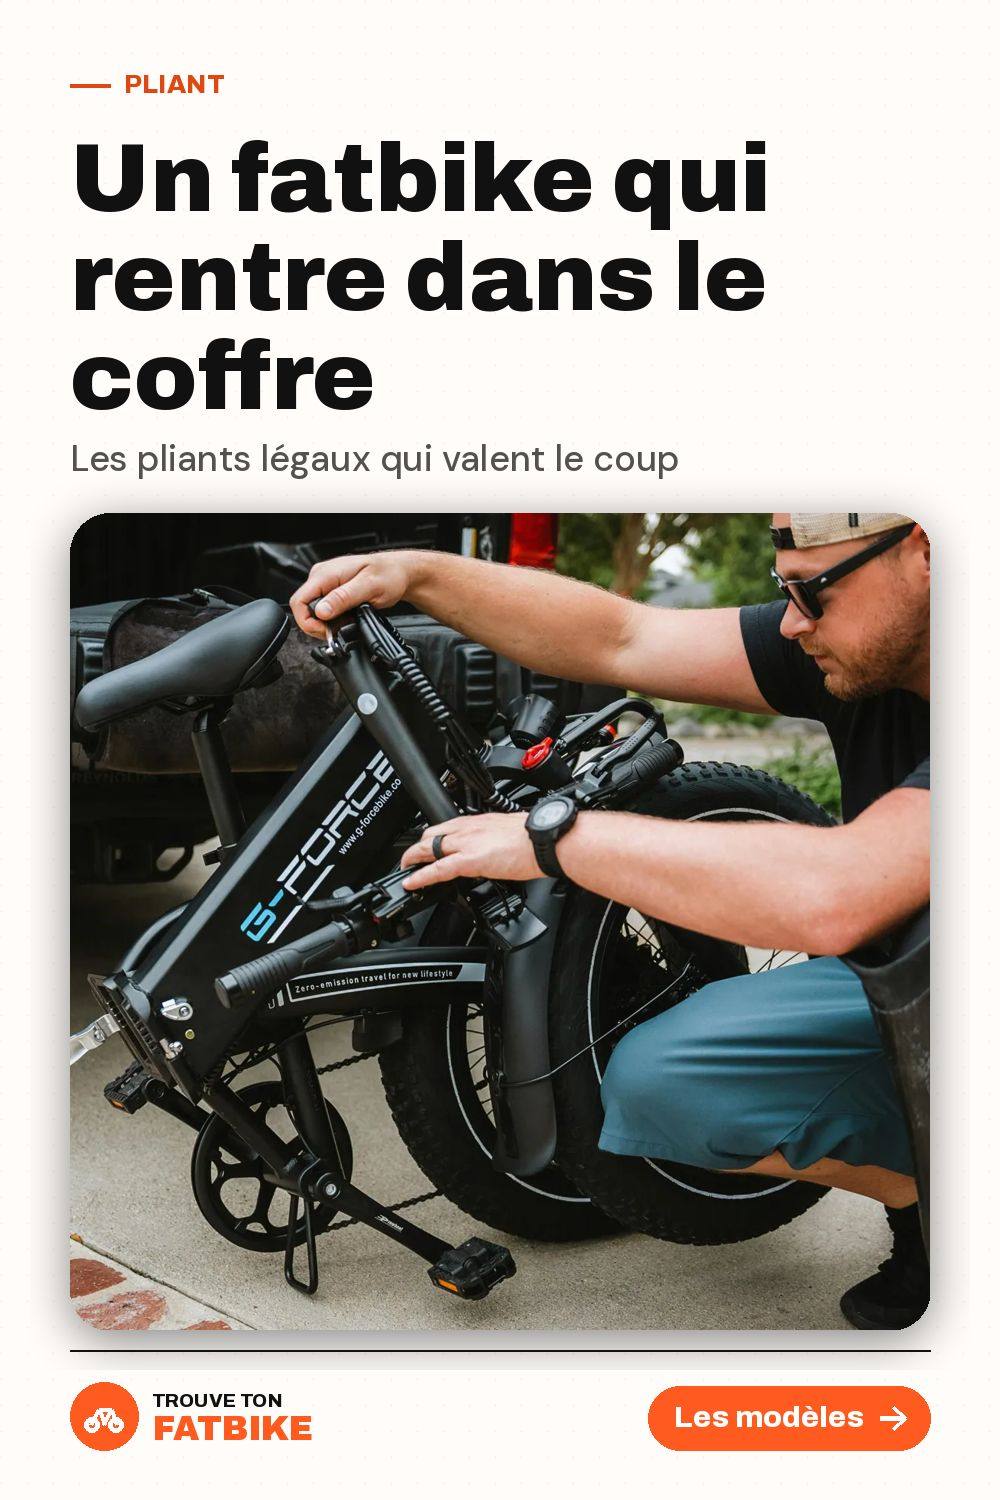 PLIANT
Un fatbike qui
rentre dans le
coffre
Les pliants légaux qui valent le coup
G-FORCE
www.g-forcebike.co
Zero-emission travel for new lifestyle
TROUVE TON
FATBIKE
Les modèles →